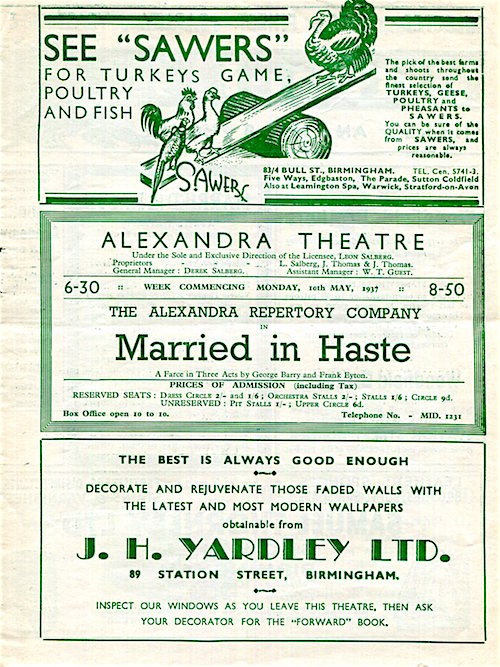 SEE "SAWERS"
FOR TURKEYS GAME,
POULTRY
AND FISH
SAWERS
The pick of the best farms
and shoots throughout
the country send the
finest selection of
TURKEYS, GEESE,
POULTRY and
PHEASANTS to
SAWERS.
You can be sure of the
QUALITY when it comes
from SAWERS, and
prices are always
reasonable.
83/4 BULL ST., BIRMINGHAM. TEL. Cen. 5741-3.
Five Ways, Edgbaston, The Parade, Sutton Coldfield
Also at Leamington Spa, Warwick, Stratford-on-Avon
ALEXANDRA THEATRE
Under the Sole and Exclusive Direction of the Licensee, LEON SALBERG.
Proprietors - - - - L. Salberg, J. Thomas & J. Thomas.
General Manager : DEREK SALBERG. Assistant Manager : W. T. GUEST.
6-30 :: WEEK COMMENCING MONDAY, 10th MAY, 1937 :: 8-50
THE ALEXANDRA REPERTORY COMPANY
IN
Married in Haste
A Farce in Three Acts by George Barry and Frank Eyton.
PRICES OF ADMISSION (including Tax)
RESERVED SEATS : DRESS CIRCLE 2/- and 1/6 ; ORCHESTRA STALLS 2/- ; STALLS 1/6 ; CIRCLE 9d.
UNRESERVED : PIT STALLS 1/- ; UPPER CIRCLE 6d.
Box Office open 10 to 10. Telephone No. - MID. 1231
THE BEST IS ALWAYS GOOD ENOUGH
DECORATE AND REJUVENATE THOSE FADED WALLS WITH
THE LATEST AND MOST MODERN WALLPAPERS
obtainable from
J. H. YARDLEY LTD.
89 STATION STREET, BIRMINGHAM.
INSPECT OUR WINDOWS AS YOU LEAVE THIS THEATRE, THEN ASK
YOUR DECORATOR FOR THE "FORWARD" BOOK.